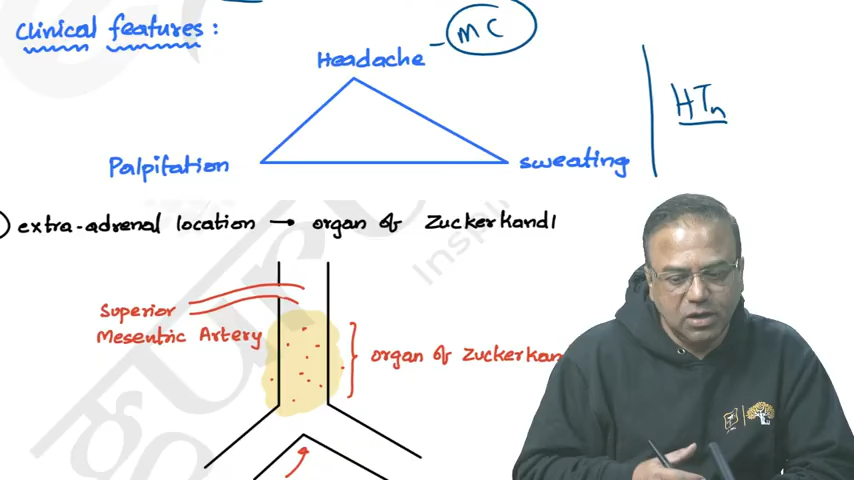 Clinical features :
Headache - MC
HTn
Palpitation
sweating
extra-adrenal location → organ of Zuckerkandl
Superior
Mesentric Artery
organ of Zuckerkan